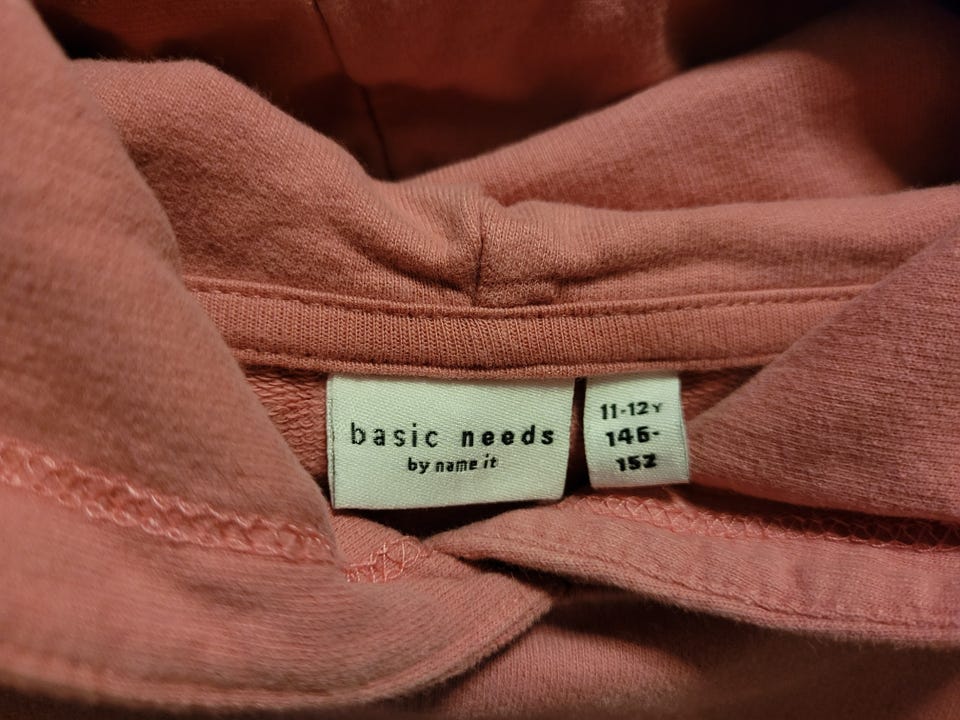 basic needs
by name it
11-12Y
146-
152